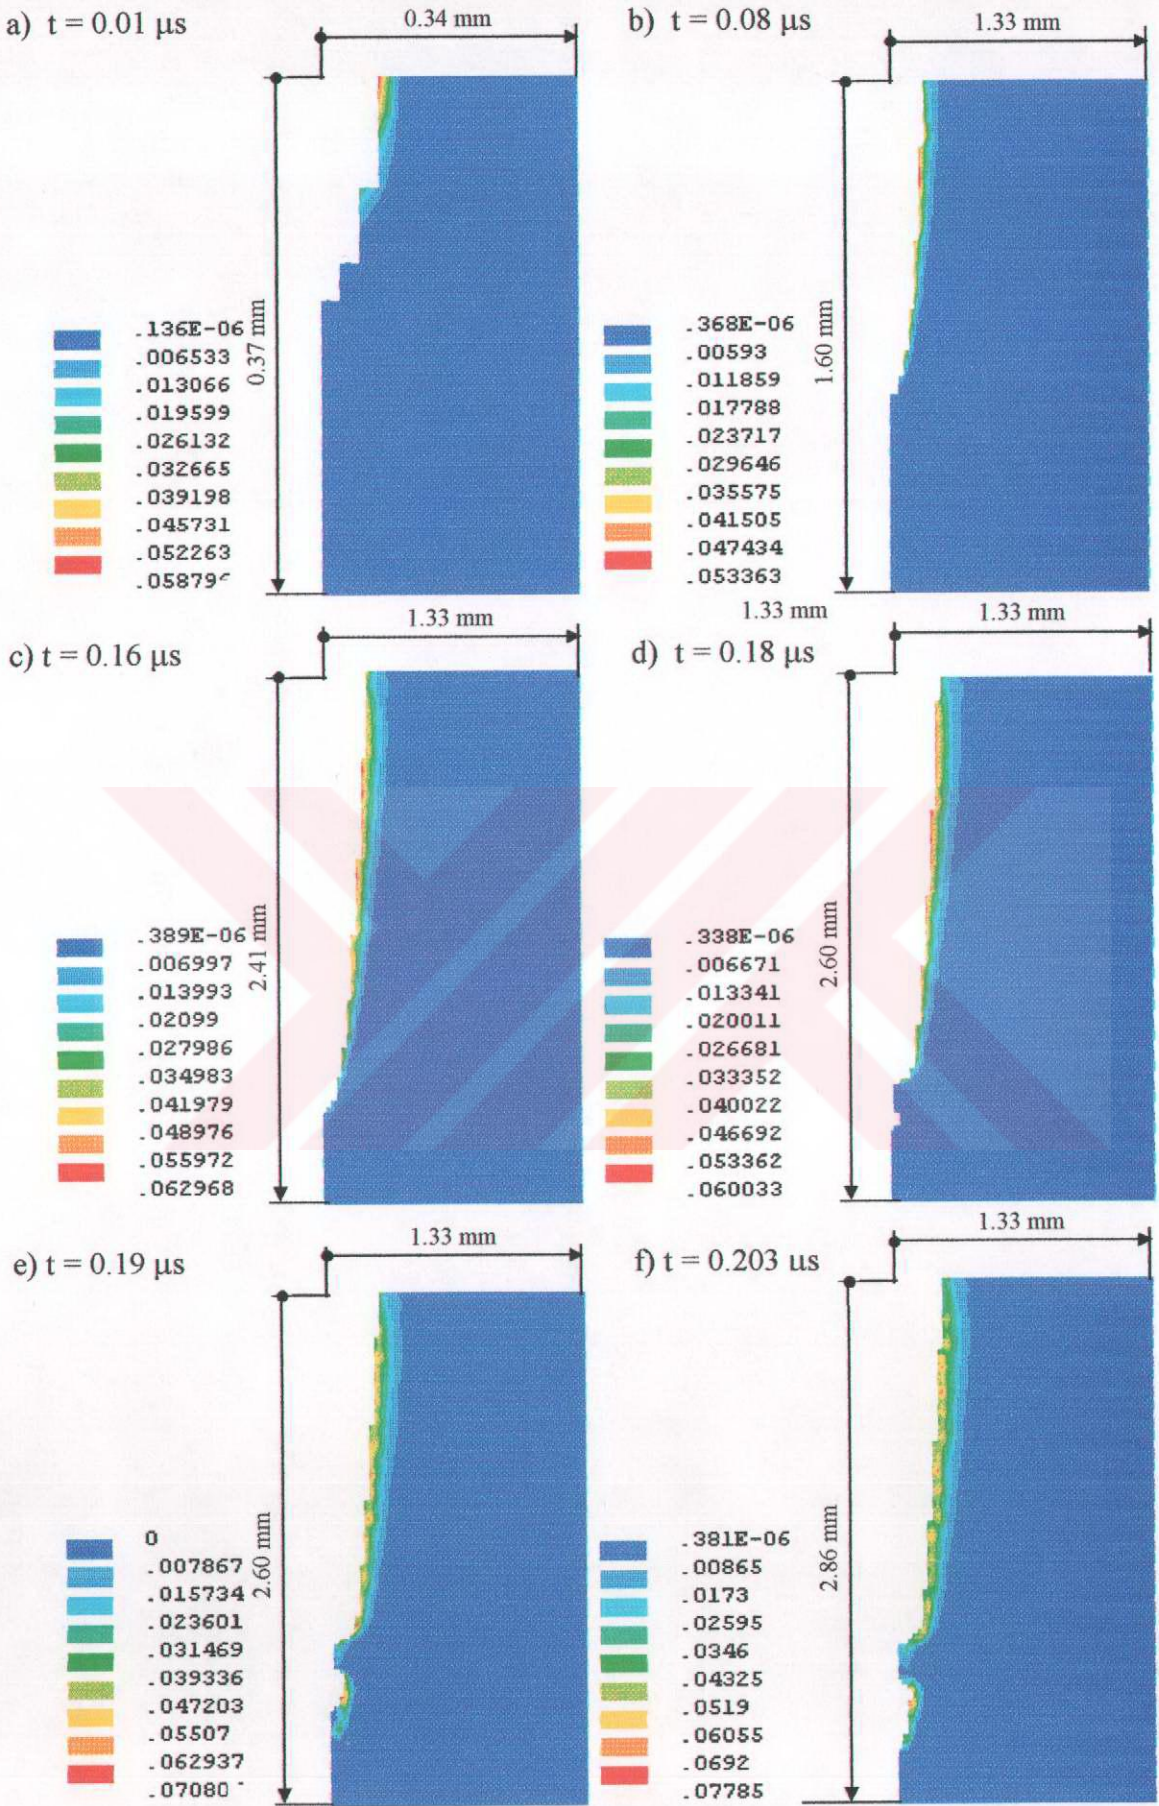 a) t = 0.01 µs
0.34 mm
0.37 mm
.136E-06
.006533
.013066
.019599
.026132
.032665
.039198
.045731
.052263
b) t = 0.08 µs
1.33 mm
1.60 mm
.368E-06
.00593
.011859
.017788
.023717
.029646
.035575
.041505
.047434
.053363
c) t = 0.16 µs
1.33 mm
2.41 mm
.389E-06
.006997
.013993
.02099
.027986
.034983
.041979
.048976
.055972
.062968
1.33 mm
d) t = 0.18 µs
1.33 mm
2.60 mm
.338E-06
.006671
.013341
.020011
.026681
.033352
.040022
.046692
.053362
.060033
e) t = 0.19 µs
1.33 mm
2.60 mm
0
.007867
.015734
.023601
.031469
.039336
.047203
.05507
.062937
.07080
f) t = 0.203 µs
1.33 mm
2.86 mm
.381E-06
.00865
.0173
.02595
.0346
.04325
.0519
.06055
.0692
.07785